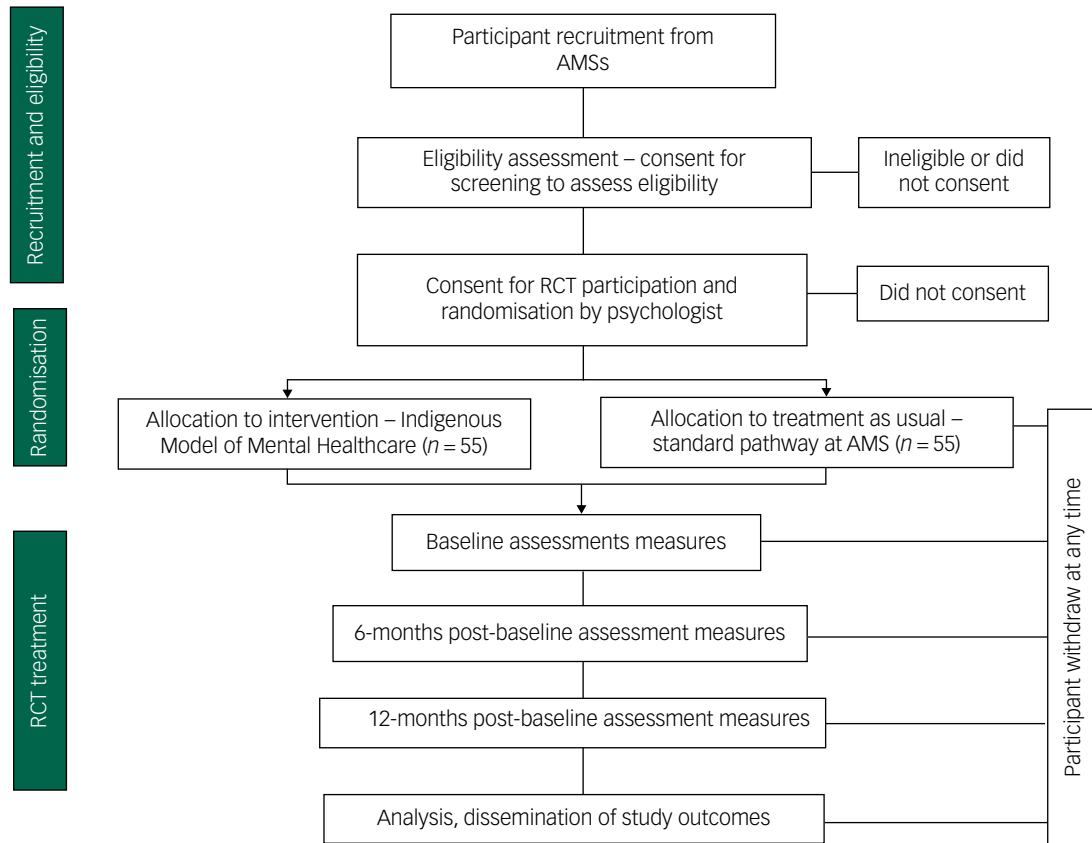 Recruitment and eligibility
Participant recruitment from
AMSs
Eligibility assessment – consent for
screening to assess eligibility
Ineligible or did
not consent
Consent for RCT participation and
randomisation by psychologist
Did not consent
Randomisation
Allocation to intervention – Indigenous
Model of Mental Healthcare (n = 55)
Allocation to treatment as usual –
standard pathway at AMS (n = 55)
Participant withdraw at any time
RCT treatment
Baseline assessments measures
6-months post-baseline assessment measures
12-months post-baseline assessment measures
Analysis, dissemination of study outcomes